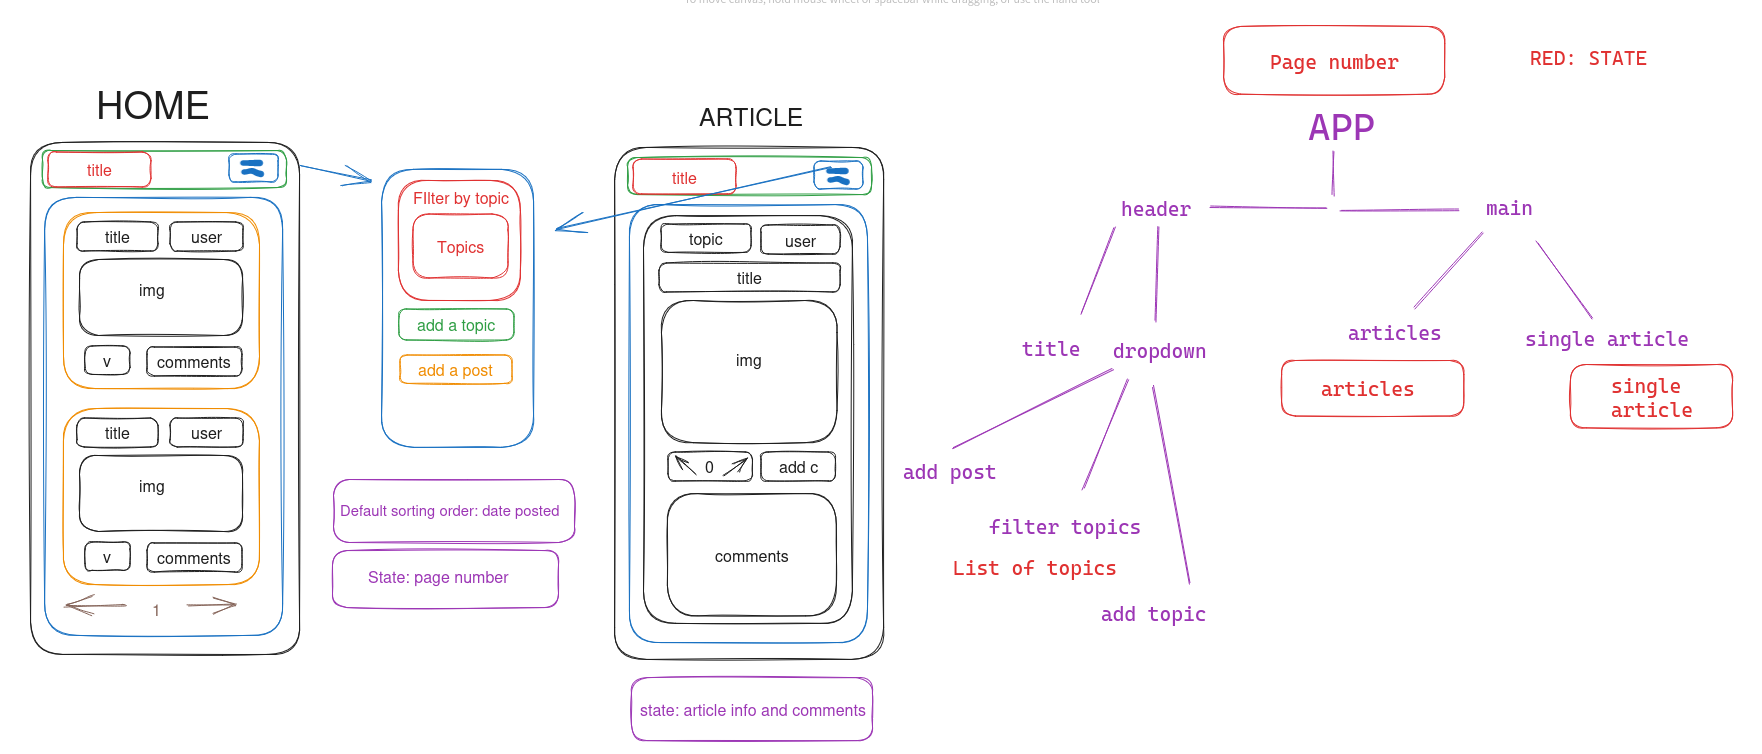 To move canvas, hold mouse wheel or spacebar while dragging, or use the hand tool
HOME
title
title
user
img
v
comments
title
user
img
v
comments
1
FIlter by topic
Topics
add a topic
add a post
Default sorting order: date posted
State: page number
ARTICLE
title
topic
user
title
img
0
add c
comments
state: article info and comments
Page number
RED: STATE
APP
header
main
title
dropdown
articles
single article
articles
single
article
add post
filter topics
List of topics
add topic